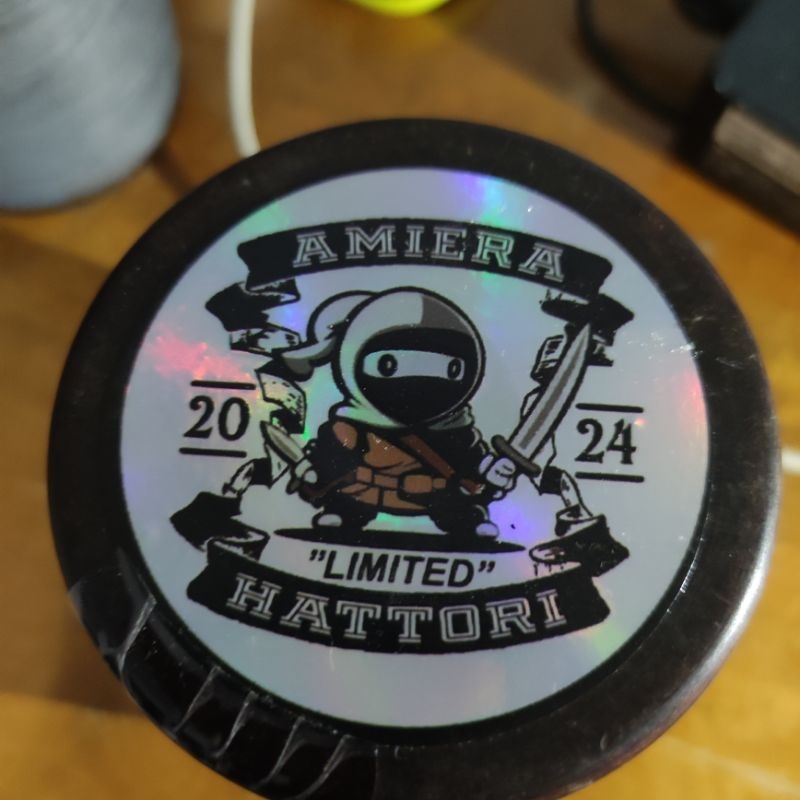 AMIERA
20 24
"LIMITED"
HATTORI